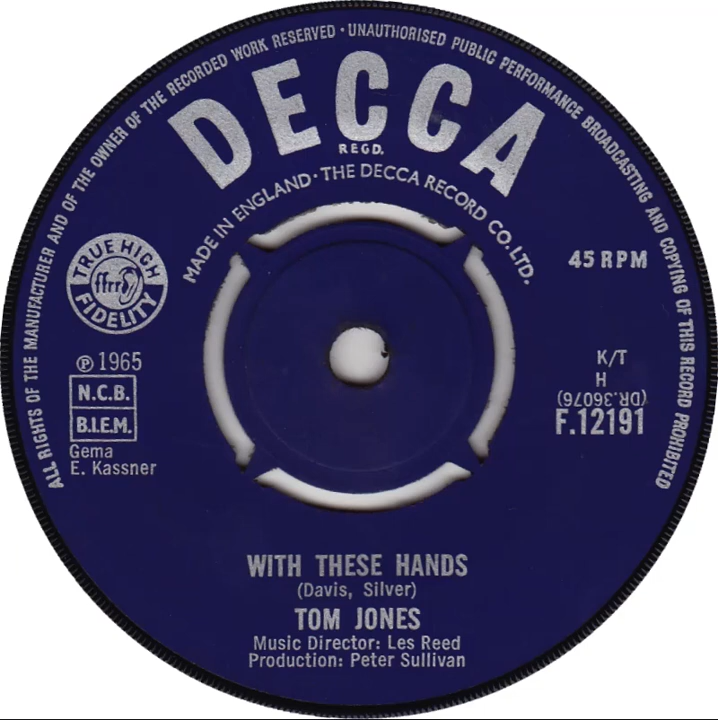 ALL RIGHTS OF THE MANUFACTURER AND OF THE OWNER OF THE RECORDED WORK RESERVED · UNAUTHORISED PUBLIC PERFORMANCE BROADCASTING AND COPYING OF THIS RECORD PROHIBITED
DECCA
REGD.
MADE IN ENGLAND · THE DECCA RECORD CO. LTD.
TRUE HIGH
ffrr
FIDELITY
45 RPM
℗ 1965
N.C.B.
B.I.E.M.
Gema
E. Kassner
K/T
H
(DR.36076)
F.12191
WITH THESE HANDS
(Davis, Silver)
TOM JONES
Music Director: Les Reed
Production: Peter Sullivan